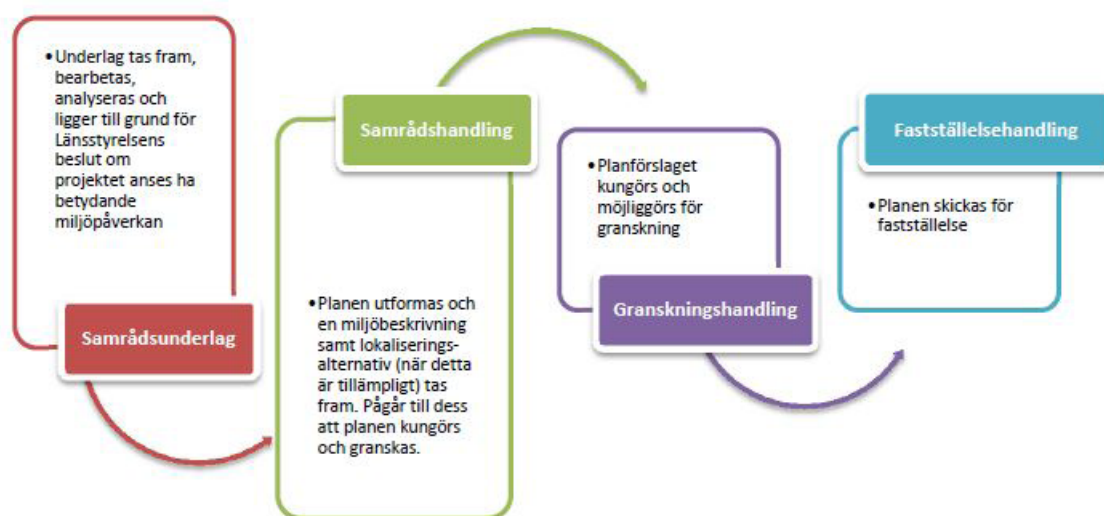 •Underlag tas fram,
bearbetas,
analyseras och
ligger till grund för
Länsstyrelsens
beslut om
projektet anses ha
betydande
miljöpåverkan
Samrådsunderlag
Samrådshandling
•Planen utformas och
en miljöbeskrivning
samt lokaliserings-
alternativ (när detta
är tillämpligt) tas
fram. Pågår till dess
att planen kungörs
och granskas.
•Planförslaget
kungörs och
möjliggörs för
granskning
Granskningshandling
Fastställelsehandling
•Planen skickas för
fastställelse